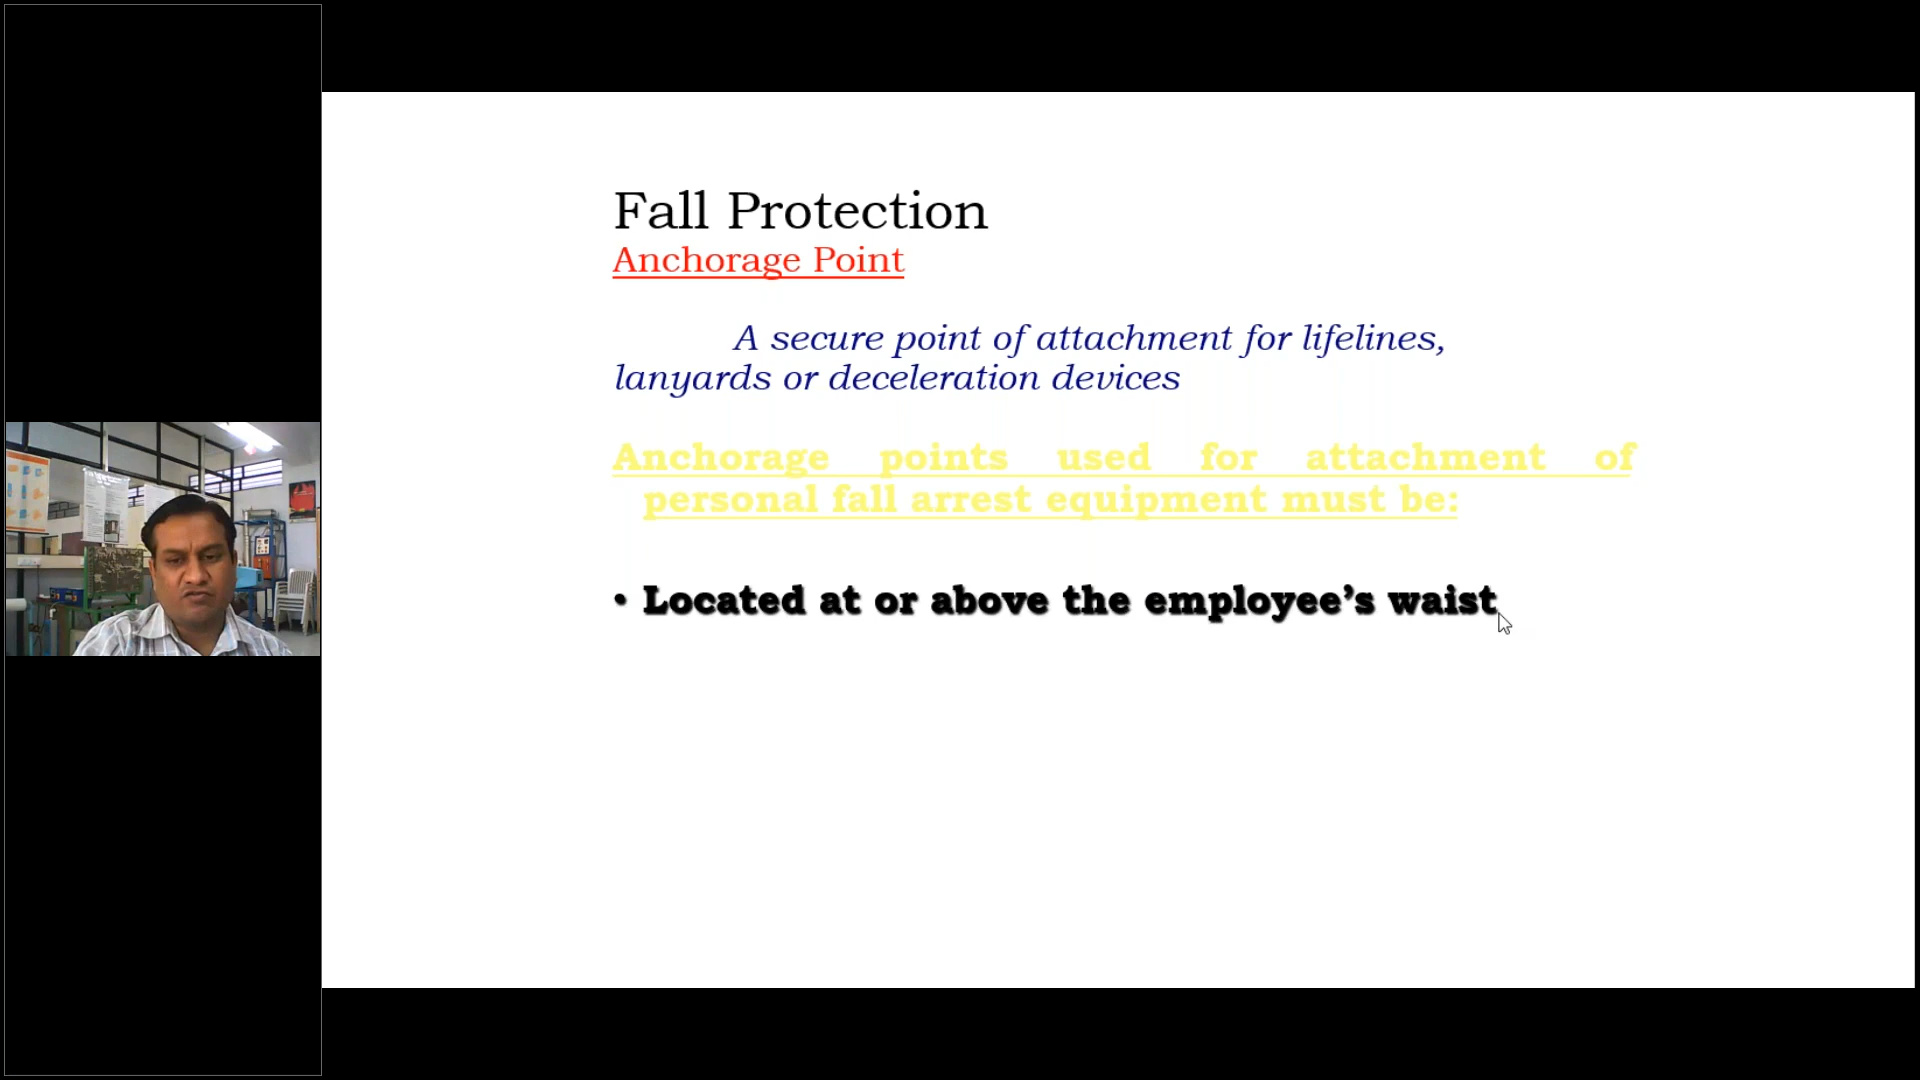 Fall Protection
Anchorage Point
A secure point of attachment for lifelines,
lanyards or deceleration devices
Anchorage points used for attachment of
personal fall arrest equipment must be:
• Located at or above the employee’s waist